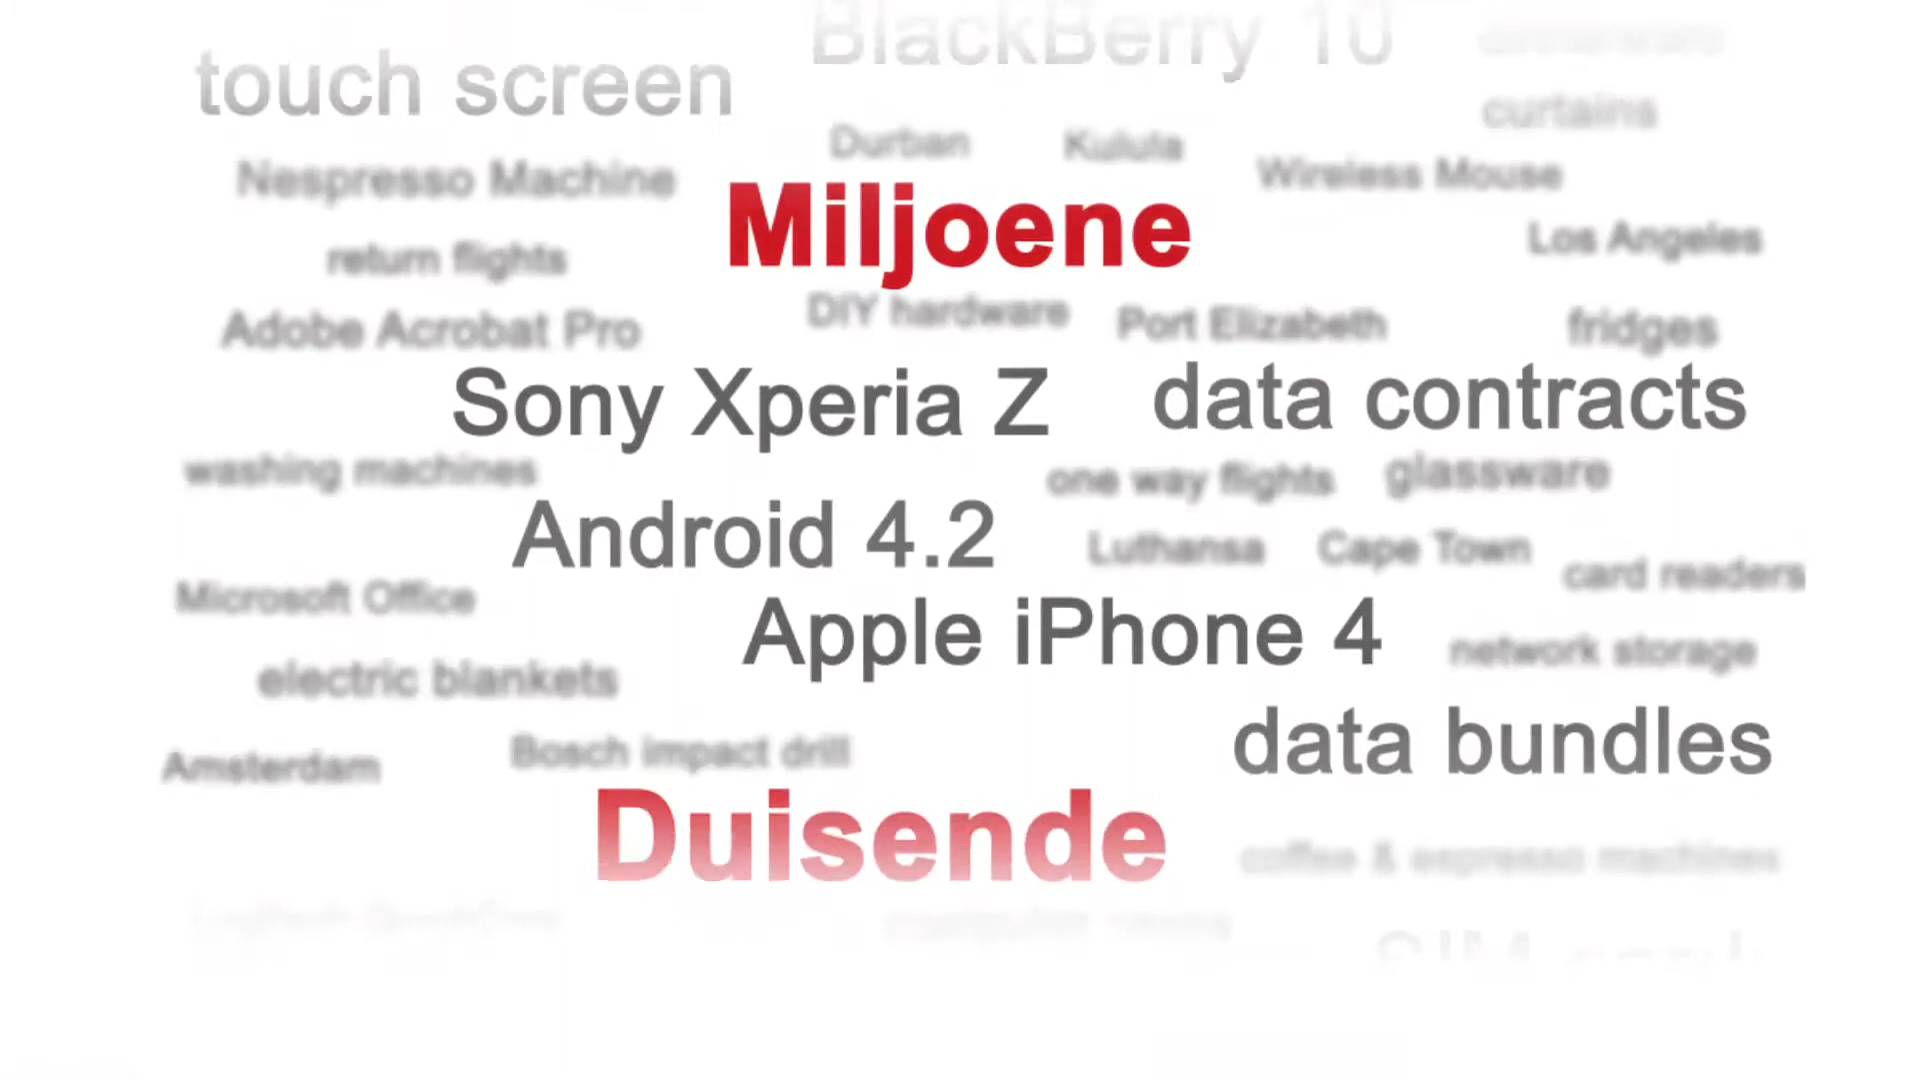 BlackBerry 10
touch screen
curtains
Durban
Kulula
Nespresso Machine
Wireless Mouse
Miljoene
Los Angeles
return flights
DIY hardware
Port Elizabeth
Adobe Acrobat Pro
fridges
Sony Xperia Z
data contracts
washing machines
one way flights
glassware
Android 4.2
Luthansa
Cape Town
card readers
Microsoft Office
Apple iPhone 4
network storage
electric blankets
data bundles
Bosch impact drill
Amsterdam
Duisende
coffee & espresso machines